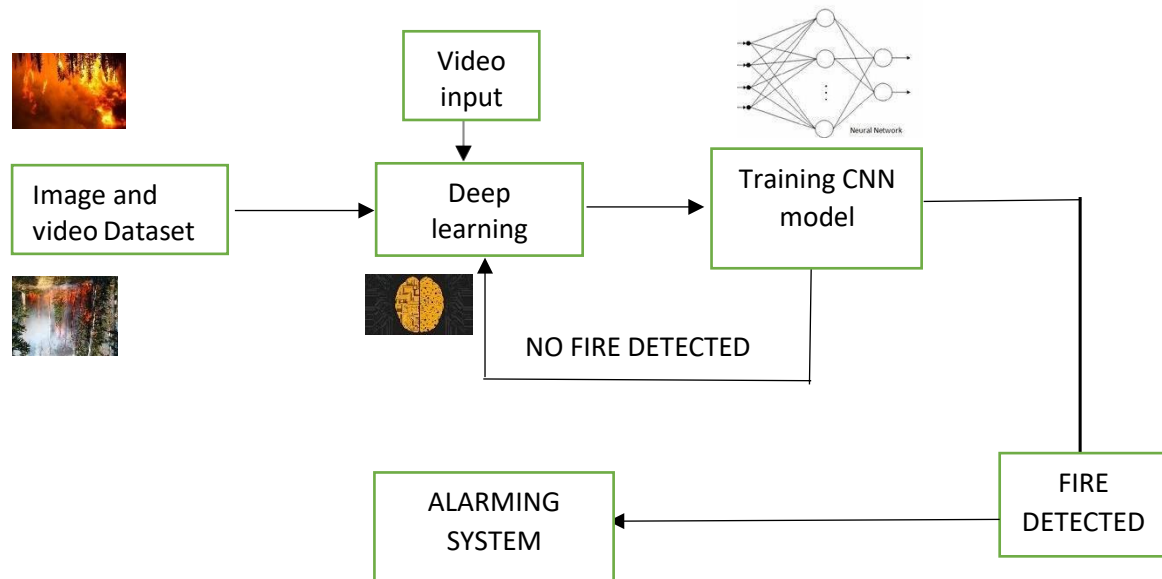 Video
input
Neural Network
Image and
video Dataset
Deep
learning
Training CNN
model
NO FIRE DETECTED
ALARMING
SYSTEM
FIRE
DETECTED